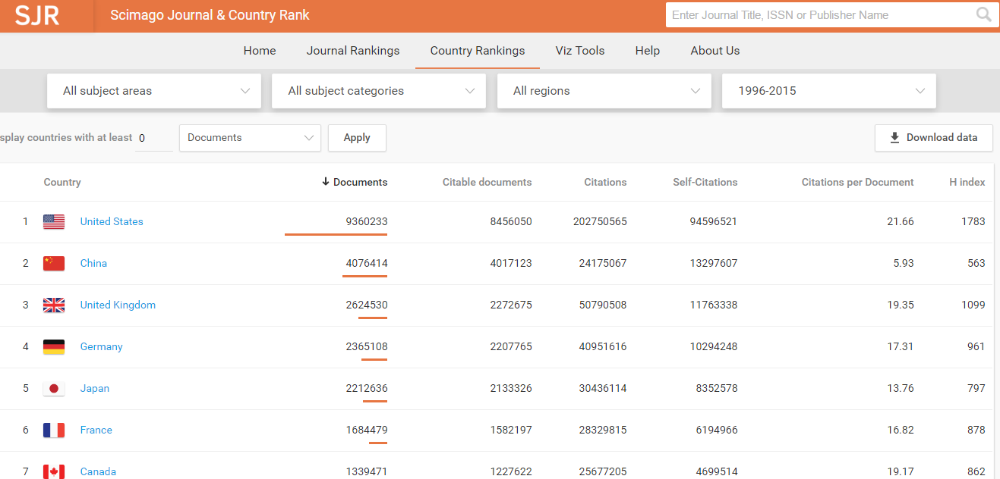 SJR Scimago Journal & Country Rank Enter Journal Title, ISSN or Publisher Name
Home Journal Rankings Country Rankings Viz Tools Help About Us
All subject areas All subject categories All regions 1996-2015
splay countries with at least 0 Documents Apply Download data
Country Documents Citable documents Citations Self-Citations Citations per Document H index
1 United States 9360233 8456050 202750565 94596521 21.66 1783
2 China 4076414 4017123 24175067 13297607 5.93 563
3 United Kingdom 2624530 2272675 50790508 11763338 19.35 1099
4 Germany 2365108 2207765 40951616 10294248 17.31 961
5 Japan 2212636 2133326 30436114 8352578 13.76 797
6 France 1684479 1582197 28329815 6194966 16.82 878
7 Canada 1339471 1227622 25677205 4699514 19.17 862